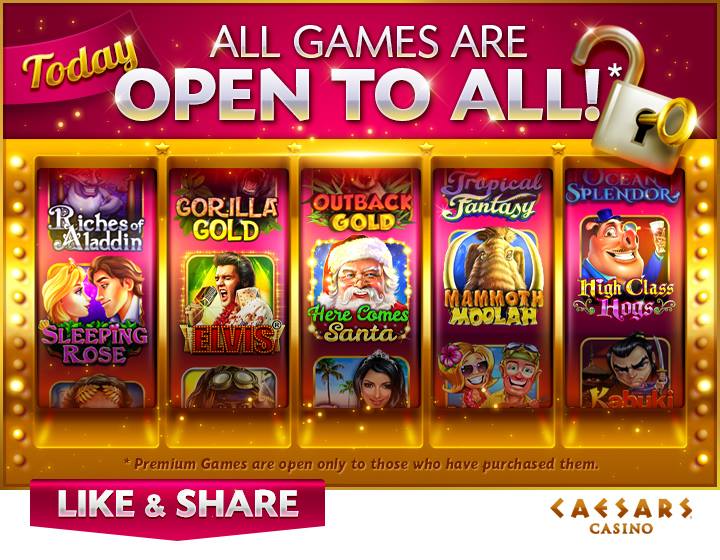 Today
ALL GAMES ARE
OPEN TO ALL!*
Riches of
Aladdin
SLEEPING
ROSE
GORILLA
GOLD
ELVIS®
OUTBACK
GOLD
Here Comes
Santa
Tropical
Fantasy
MAMMOTH
MOOLAH
OCEAN
SPLENDOR
High Class
Hogs
Kabuki
* Premium Games are open only to those who have purchased them.
LIKE & SHARE
CAESARS
CASINO